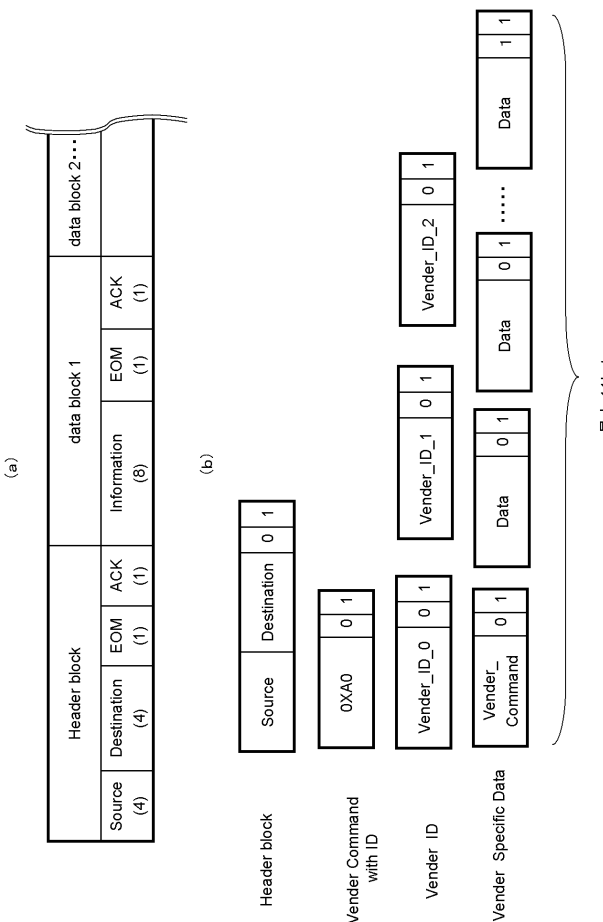 (a)
Header block
data block 1
data block 2･･･
Source
(4)
Destination
(4)
EOM
(1)
ACK
(1)
Information
(8)
EOM
(1)
ACK
(1)
(b)
Header block
Source Destination 0 1
Vender Command
with ID
0XA0 0 1
Vender ID
Vender_ID_0 0 1
Vender_ID_1 0 1
Vender_ID_2 0 1
Vender Specific Data
Vender_
Command
0 1
Data 0 1
Data 0 1
･････
Data 1 1